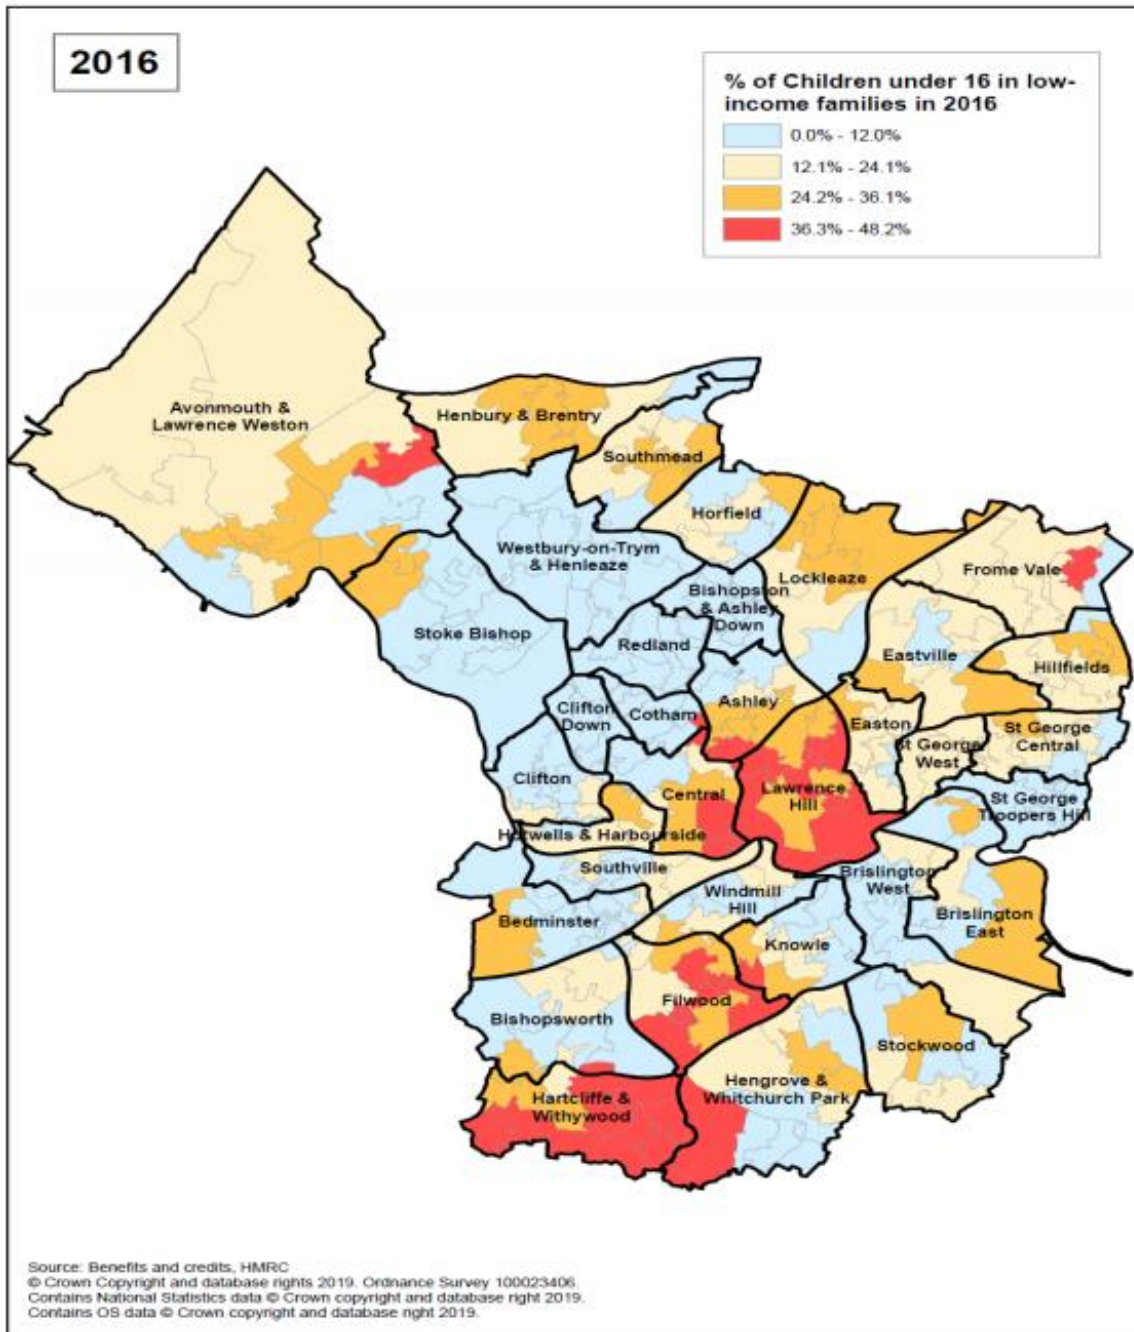 2016
% of Children under 16 in low-
income families in 2016
0.0% - 12.0%
12.1% - 24.1%
24.2% - 36.1%
36.3% - 48.2%
Avonmouth &
Lawrence Weston
Henbury & Brentry
Southmead
Horfield
Westbury-on-Trym
& Henleaze
Lockleaze
Frome Vale
Bishopston
& Ashley
Down
Stoke Bishop
Redland
Eastville
Hillfields
Clifton
Down
Cotham
Ashley
Easton
St George
West
St George
Central
Clifton
Central
Lawrence
Hill
St George
Troopers Hill
Hotwells & Harbourside
Southville
Windmill
Hill
Brislington
West
Bedminster
Knowle
Brislington
East
Filwood
Bishopsworth
Stockwood
Hengrove &
Whitchurch Park
Hartcliffe &
Withywood
Source: Benefits and credits, HMRC
© Crown Copyright and database rights 2019. Ordnance Survey 100023406.
Contains National Statistics data © Crown copyright and database right 2019.
Contains OS data © Crown copyright and database right 2019.